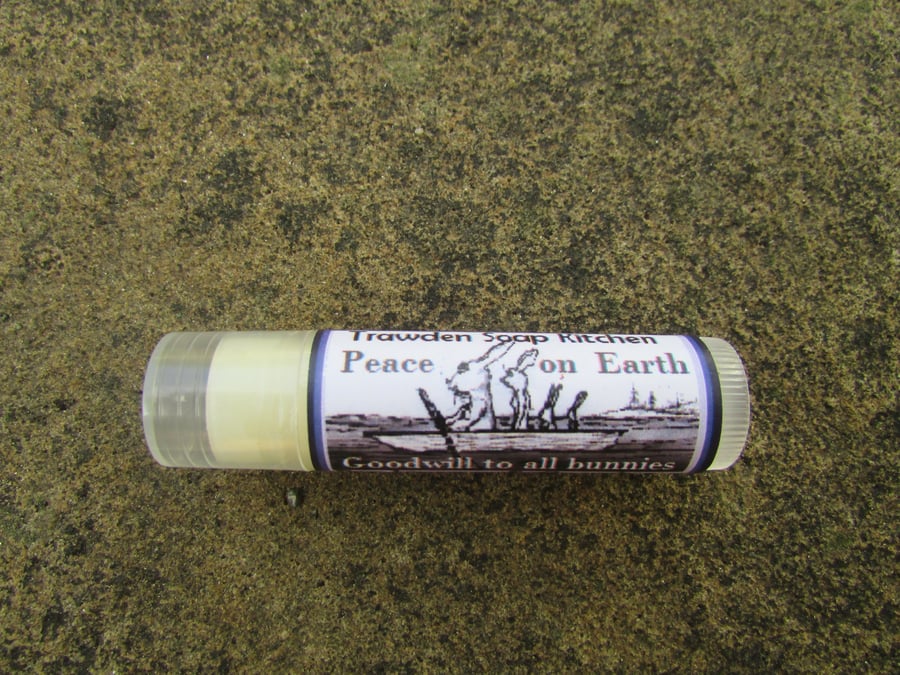 Trawden Soap Kitchen
Peace on Earth
Goodwill to all bunnies